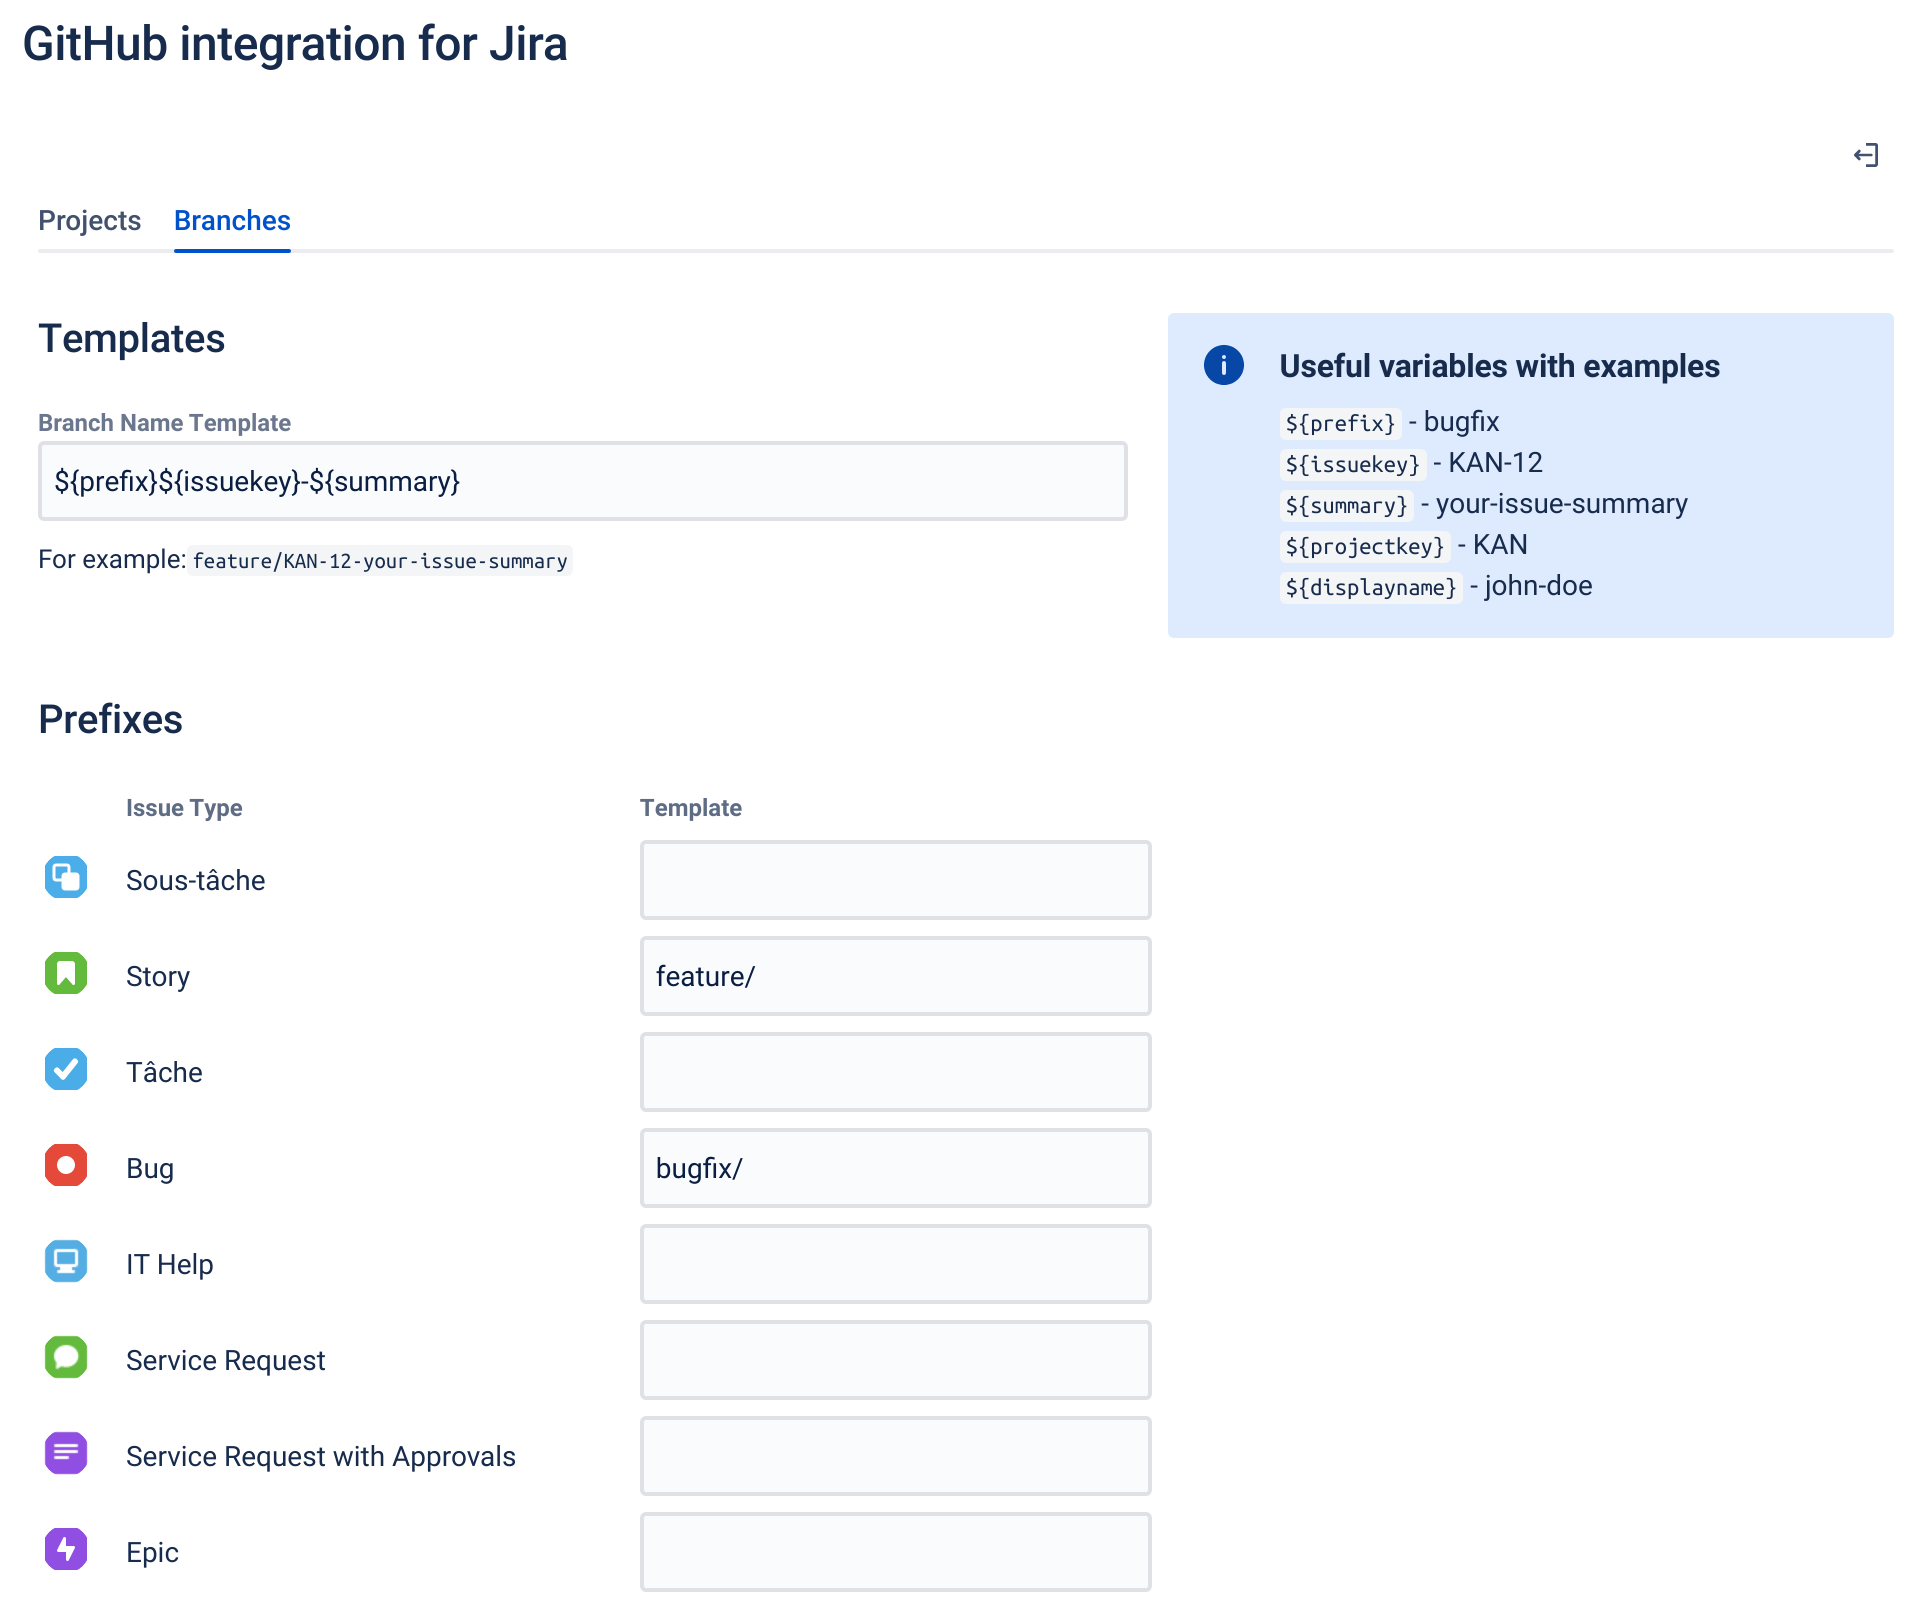 GitHub integration for Jira
Projects Branches
Templates
Branch Name Template
${prefix}${issuekey}-${summary}
For example: feature/KAN-12-your-issue-summary
Useful variables with examples
${prefix} - bugfix
${issuekey} - KAN-12
${summary} - your-issue-summary
${projectkey} - KAN
${displayname} - john-doe
Prefixes
Issue Type Template
Sous-tâche
Story feature/
Tâche
Bug bugfix/
IT Help
Service Request
Service Request with Approvals
Epic